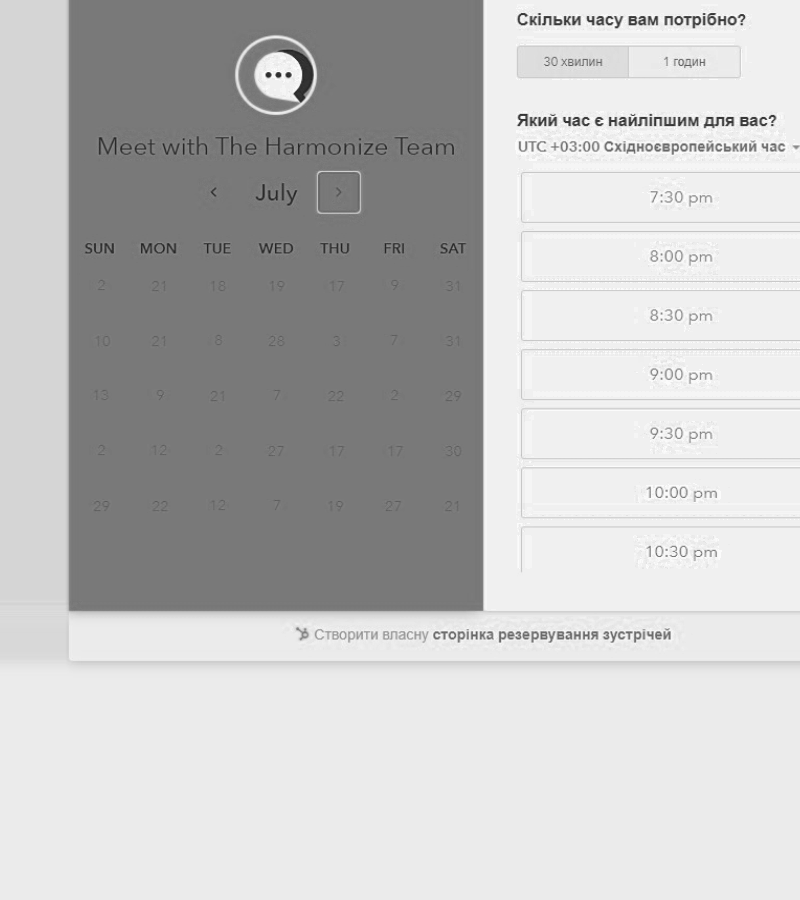 Meet with The Harmonize Team
July
SUN MON TUE WED THU FRI SAT
2 21 18 19 17 9 31
10 21 8 28 3 7 31
13 9 21 7 22 2 29
2 12 2 27 17 17 30
29 22 12 7 19 27 21
Скільки часу вам потрібно?
30 хвилин 1 годин
Який час є найліпшим для вас?
UTC +03:00 Східноєвропейський час
7:30 pm
8:00 pm
8:30 pm
9:00 pm
9:30 pm
10:00 pm
10:30 pm
Створити власну сторінка резервування зустрічей